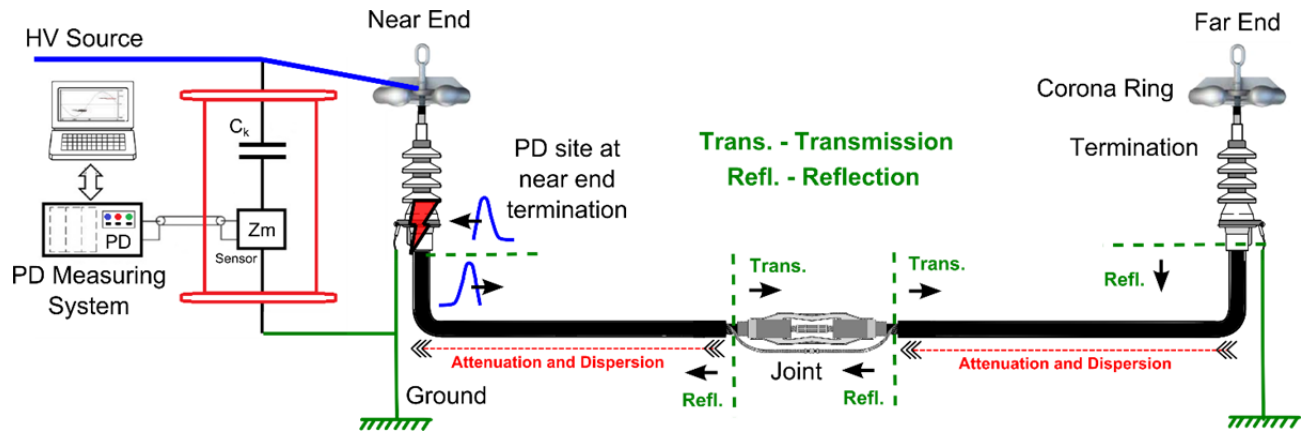 Near End
Far End
HV Source
Corona Ring
Ck
PD site at
near end
termination
Trans. - Transmission
Refl. - Reflection
Termination
PD
Zm
Sensor
PD Measuring
System
Trans.
Trans.
Refl.
Attenuation and Dispersion
Joint
Attenuation and Dispersion
Refl.
Refl.
Ground